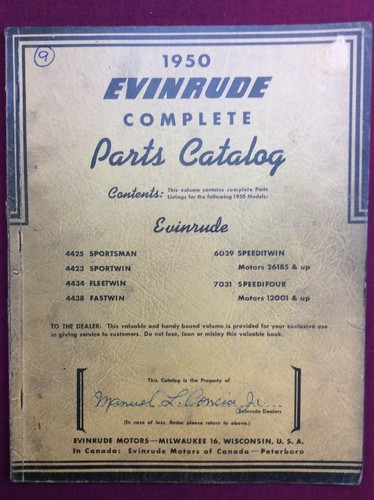 9
1950
EVINRUDE
COMPLETE
Parts Catalog
Contents: This volume contains complete Parts
Listings for the following 1950 Models:
Evinrude
4425 SPORTSMAN
4423 SPORTWIN
4434 FLEETWIN
4438 FASTWIN
6039 SPEEDITWIN
Motors 26185 & up
7031 SPEEDIFOUR
Motors 12001 & up
TO THE DEALER: This valuable and handy bound volume is provided for your exclusive use
in giving service to customers. Do not lose, loan or mislay this valuable book.
This Catalog is the Property of
Manuel L. Jr.
Evinrude Dealers
(In case of loss, finder please return to above.)
EVINRUDE MOTORS—MILWAUKEE 16, WISCONSIN, U. S. A.
In Canada: Evinrude Motors of Canada—Peterboro